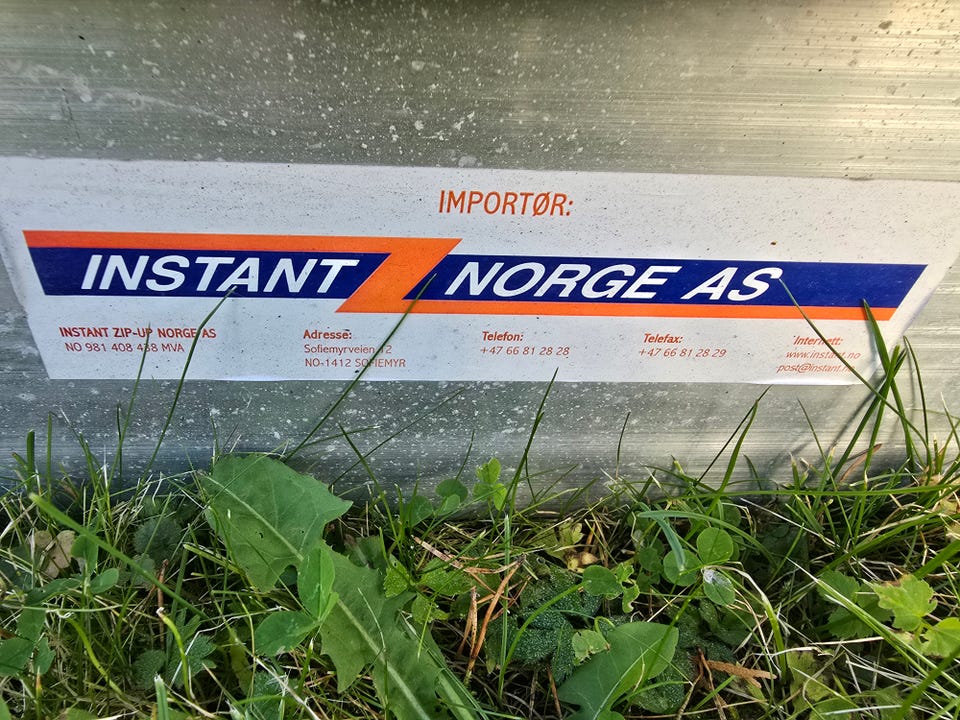 IMPORTØR:
INSTANT NORGE AS
INSTANT ZIP-UP NORGE AS
NO 981 408 438 MVA
Adresse:
Sofiemyrveien 12
NO-1412 SOFIEMYR
Telefon:
+47 66 81 28 28
Telefax:
+47 66 81 28 29
Internett:
www.instant.no
post@instant.no